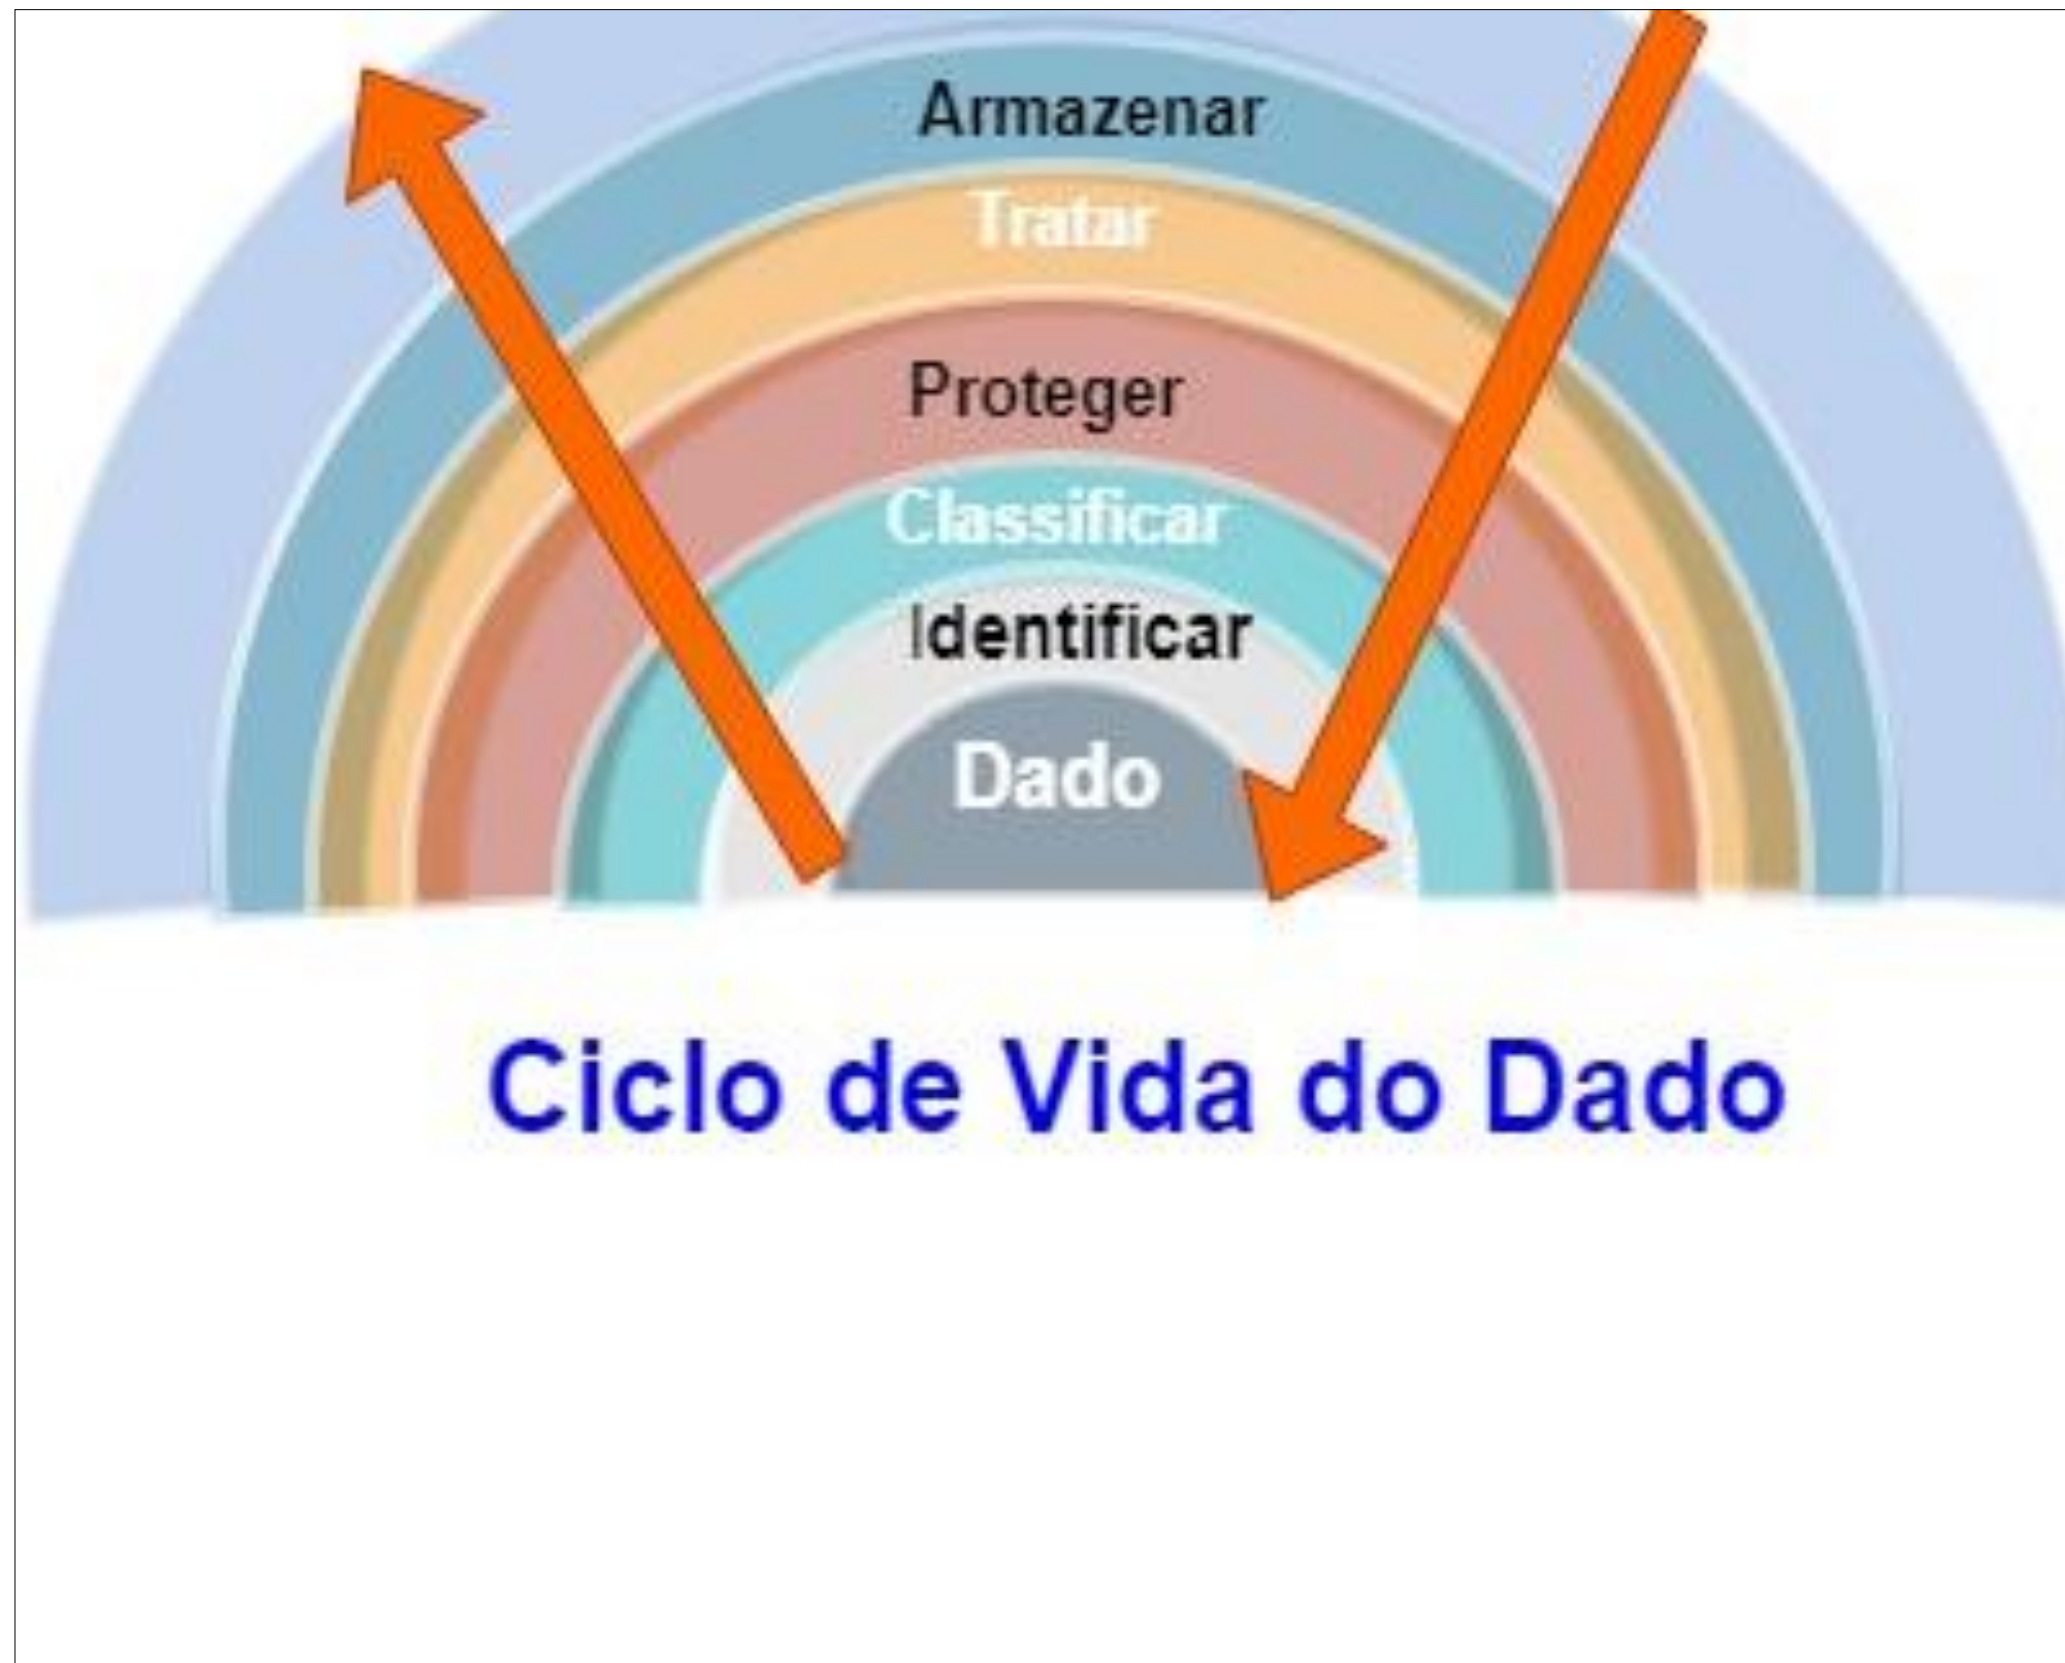 Armazenar
Tratar
Proteger
Classificar
Identificar
Dado
Ciclo de Vida do Dado